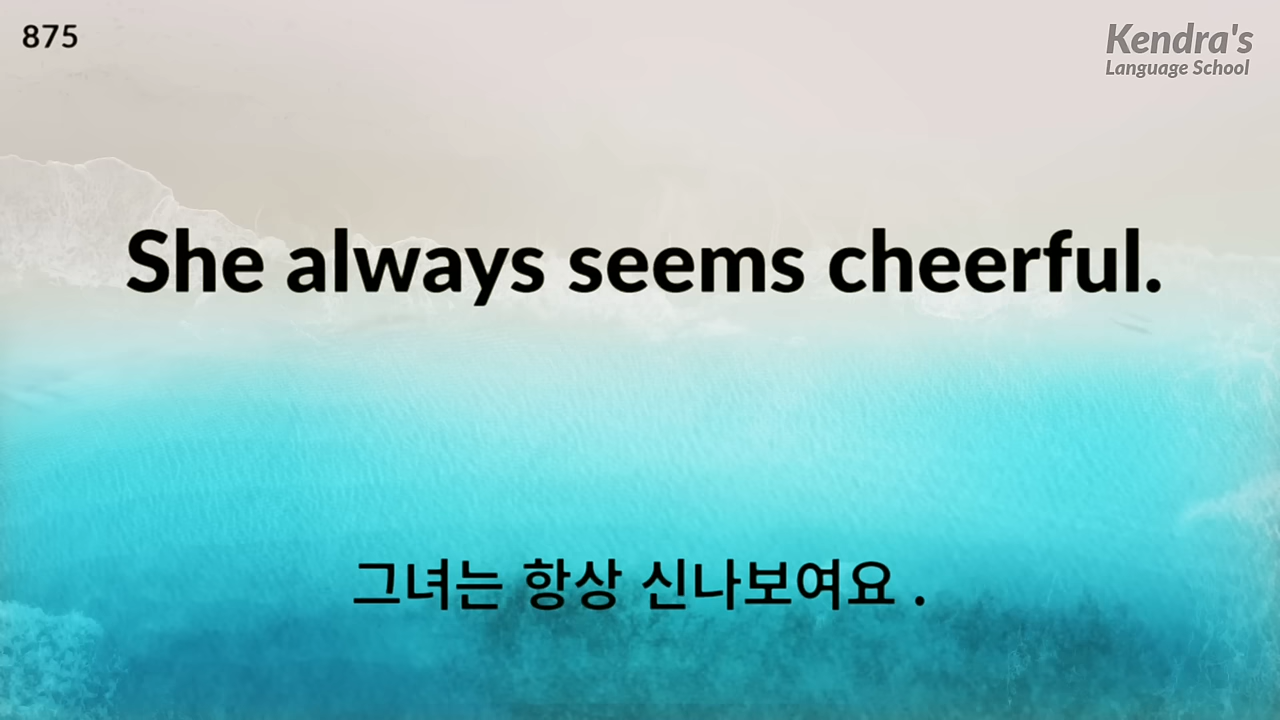 875
Kendra's
Language School
She always seems cheerful.
그녀는 항상 신나보여요 .